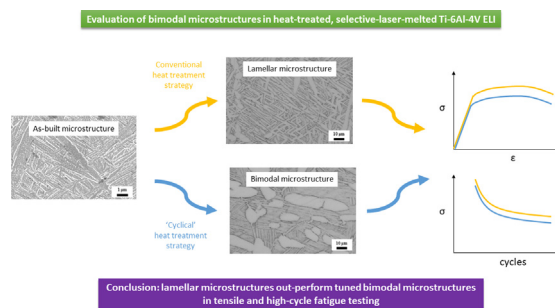 Evaluation of bimodal microstructures in heat-treated, selective-laser-melted Ti-6Al-4V ELI
Conventional
heat treatment
strategy
Lamellar microstructure
10 µm
As-built microstructure
1 µm
'Cyclical'
heat treatment
strategy
Bimodal microstructure
10 µm
σ
ε
σ
cycles
Conclusion: lamellar microstructures out-perform tuned bimodal microstructures
in tensile and high-cycle fatigue testing